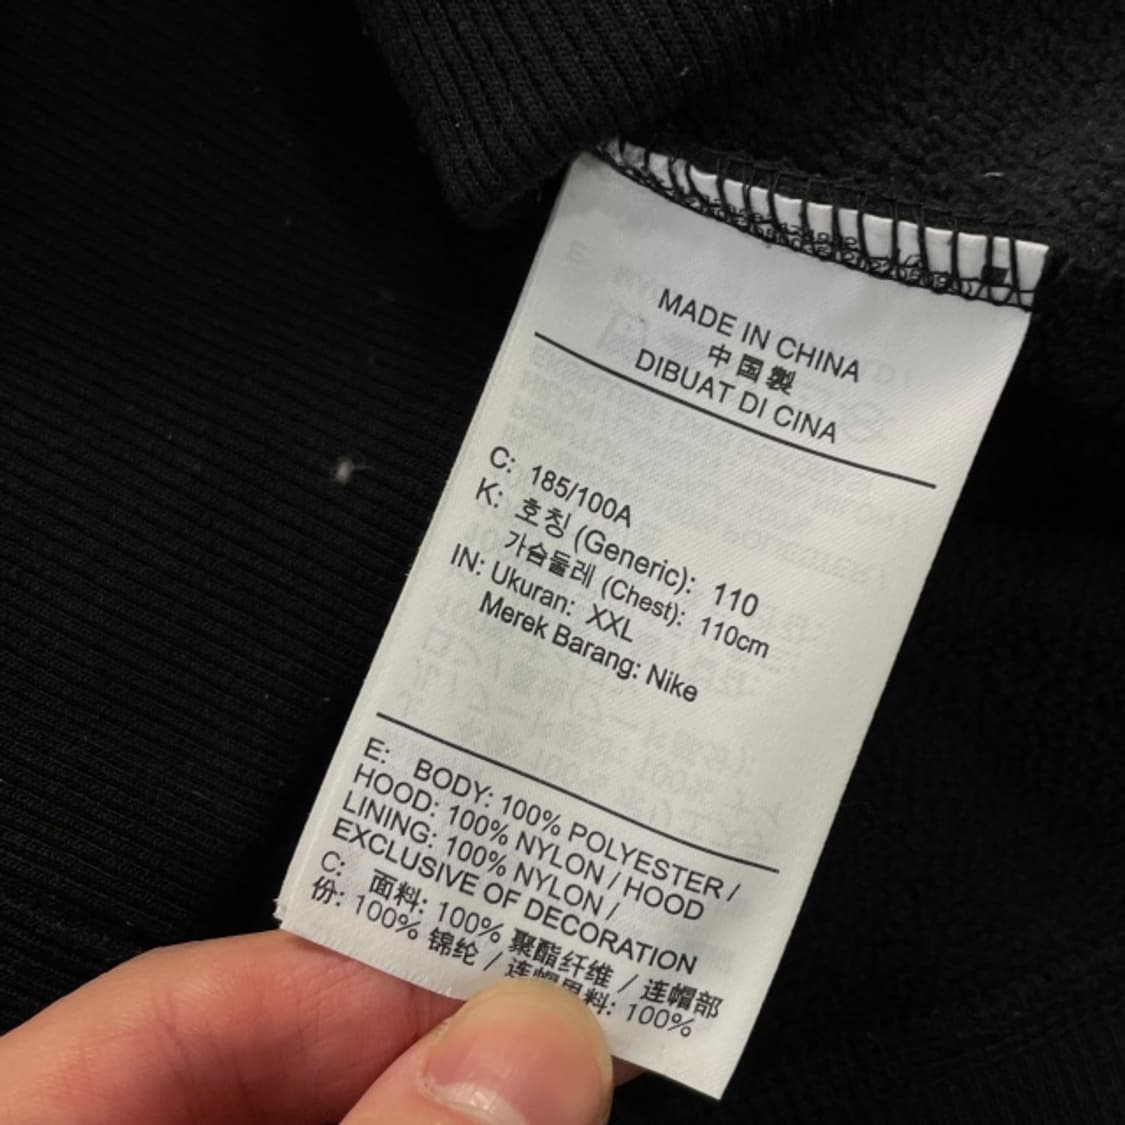 MADE IN CHINA
中国製
DIBUAT DI CINA
C: 185/100A
K: 호칭 (Generic): 110
가슴둘레 (Chest): 110cm
IN: Ukuran: XXL
Merek Barang: Nike
E: BODY: 100% POLYESTER /
HOOD: 100% NYLON / HOOD
LINING: 100% NYLON /
EXCLUSIVE OF DECORATION
C: 面料: 100% 聚酯纤维 / 连帽部
份: 100% 锦纶 / 连帽里料: 100%